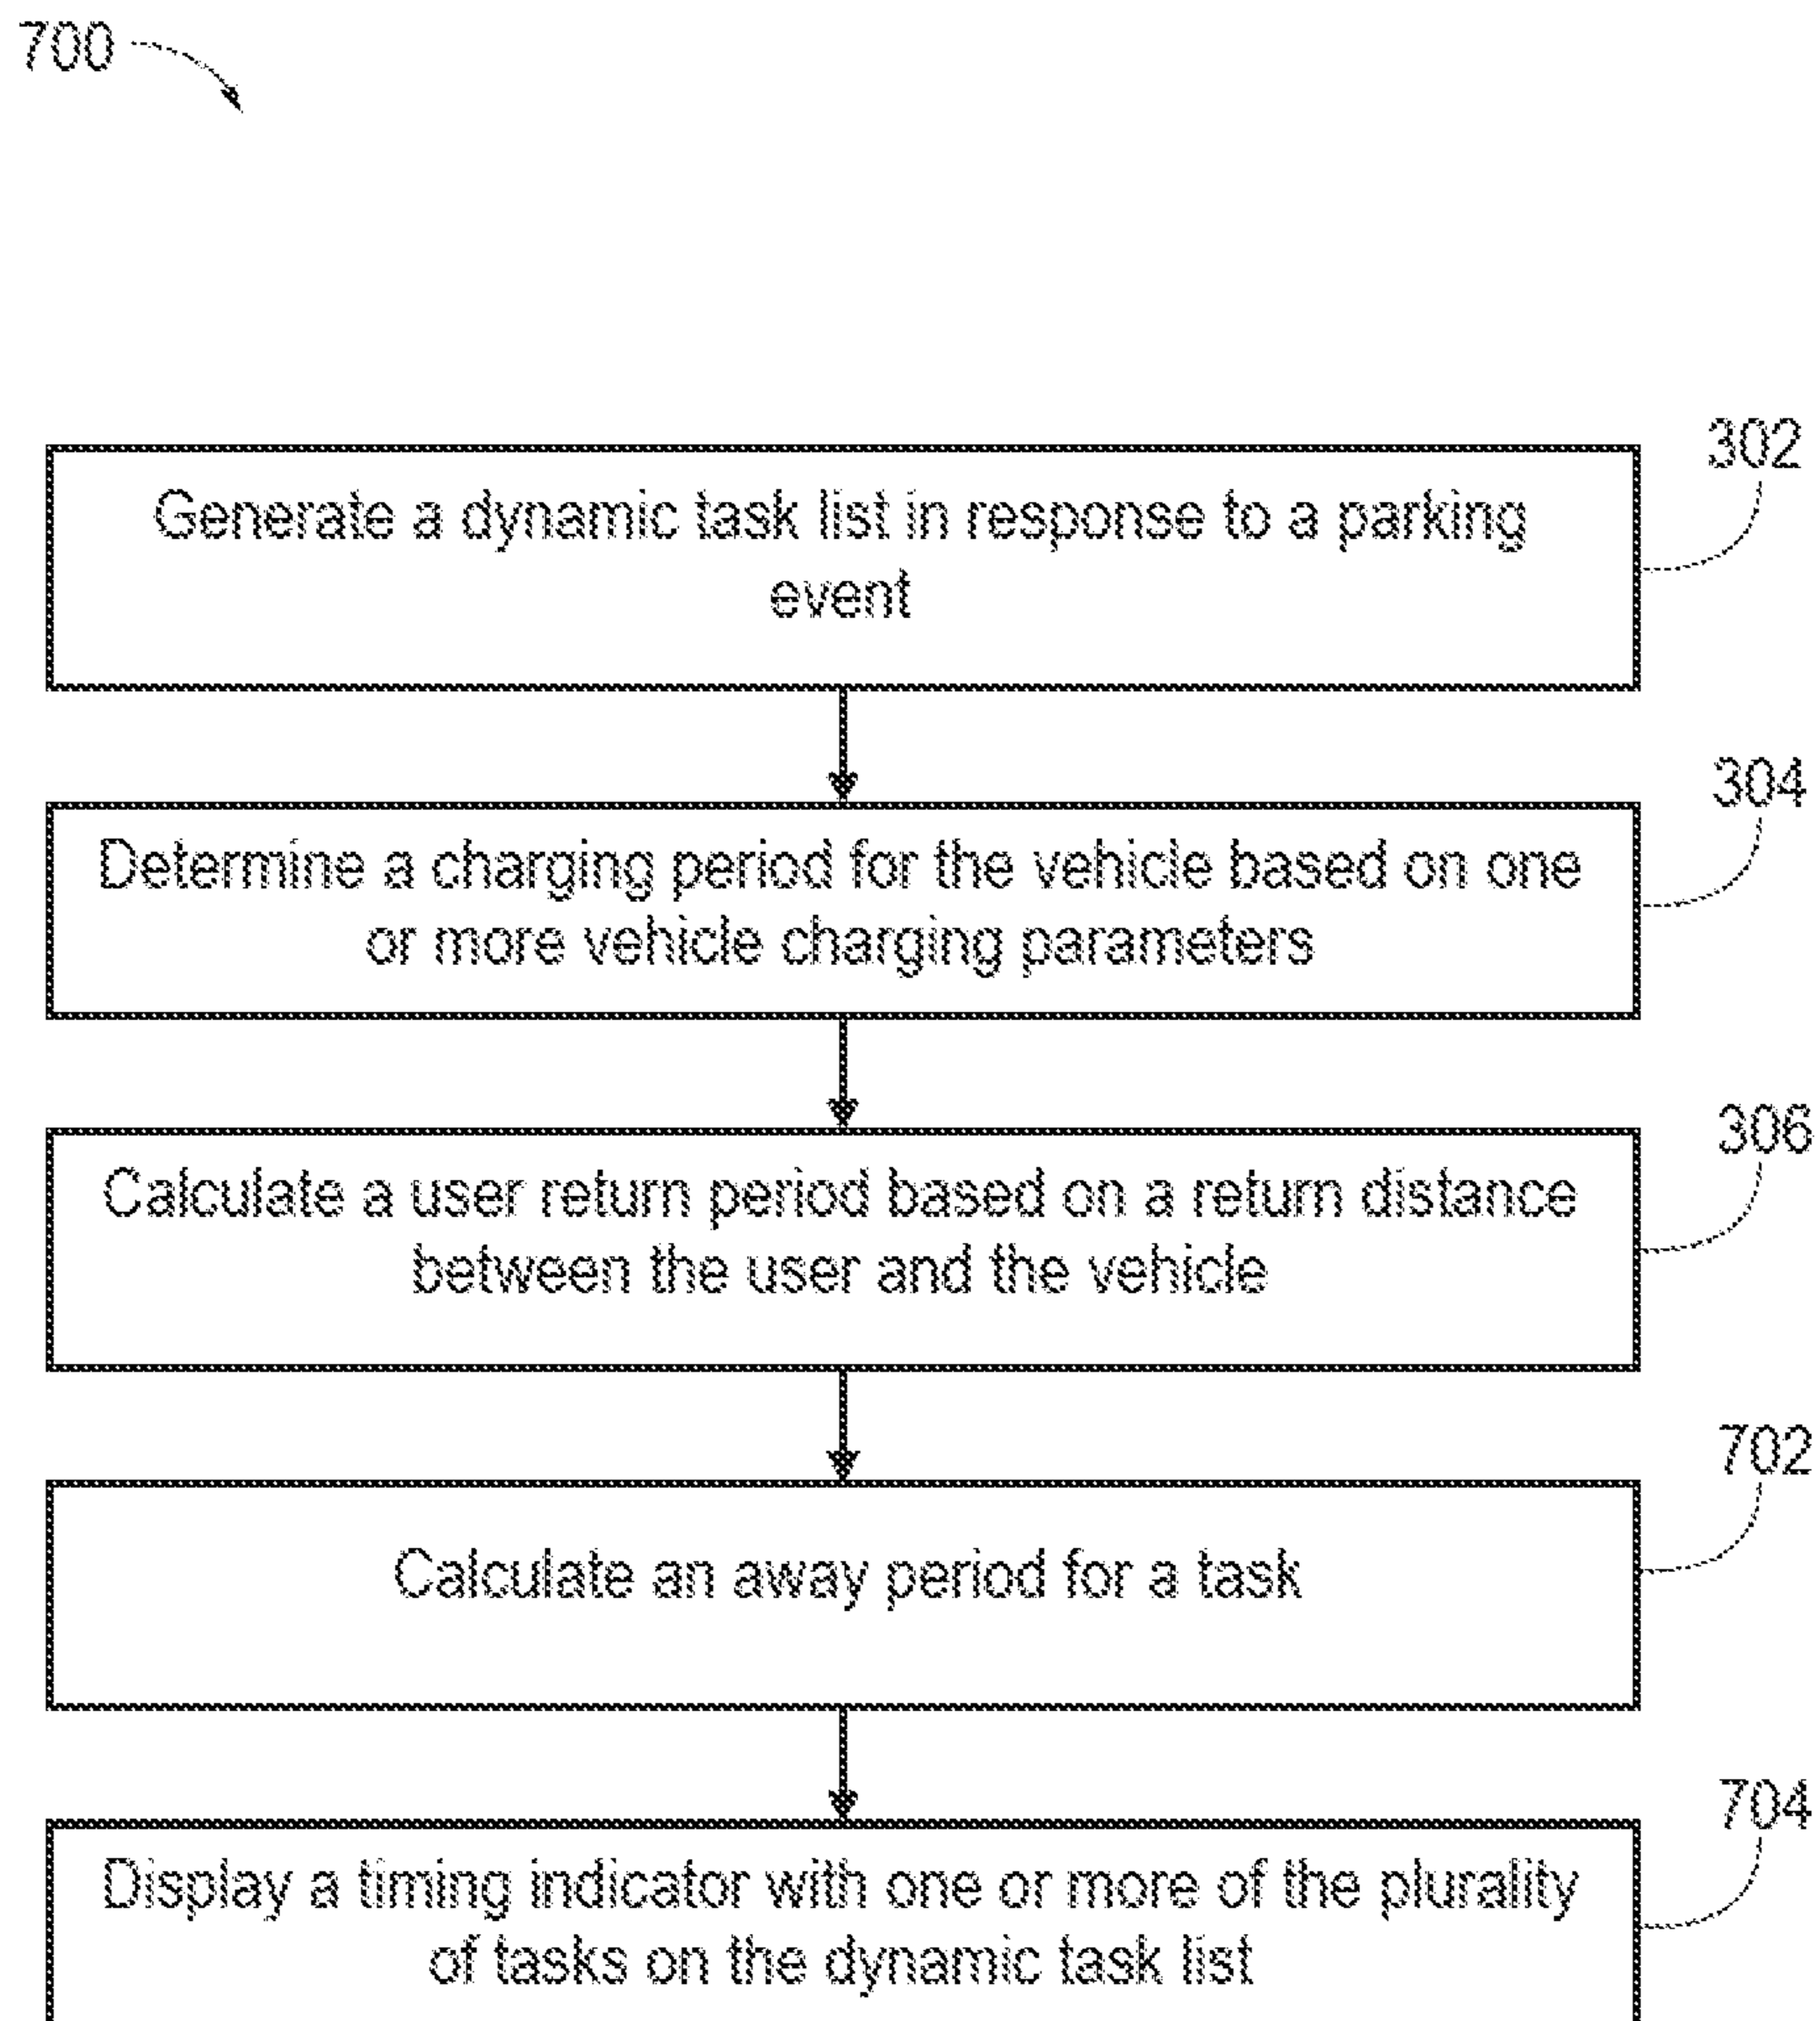 700
302
Generate a dynamic task list in response to a parking
event
304
Determine a charging period for the vehicle based on one
or more vehicle charging parameters
306
Calculate a user return period based on a return distance
between the user and the vehicle
702
Calculate an away period for a task
704
Display a timing indicator with one or more of the plurality
of tasks on the dynamic task list